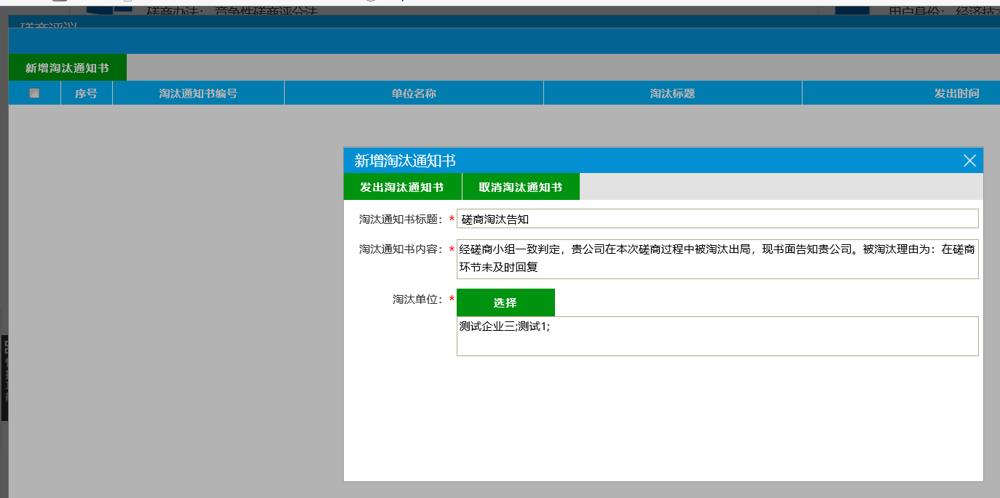 磋商办法： 竞争性磋商评分法
用户身份： 经济技
磋商评议
新增淘汰通知书
序号 淘汰通知书编号 单位名称 淘汰标题 发出时间
新增淘汰通知书
发出淘汰通知书 取消淘汰通知书
淘汰通知书标题：* 磋商淘汰告知
淘汰通知书内容：* 经磋商小组一致判定，贵公司在本次磋商过程中被淘汰出局，现书面告知贵公司。被淘汰理由为：在磋商
环节未及时回复
淘汰单位：* 选择
测试企业三;测试1;